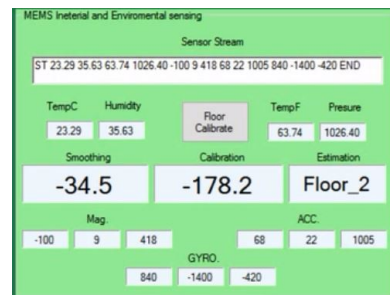 MEMS Ineterial and Enviromental sensing
Sensor Stream
ST 23.29 35.63 63.74 1026.40 -100 9 418 68 22 1005 840 -1400 -420 END
TempC Humidity TempF Presure
Floor
Calibrate
23.29 35.63 63.74 1026.40
Smoothing Calibration Estimation
-34.5 -178.2 Floor_2
Mag. ACC.
-100 9 418 68 22 1005
GYRO.
840 -1400 -420